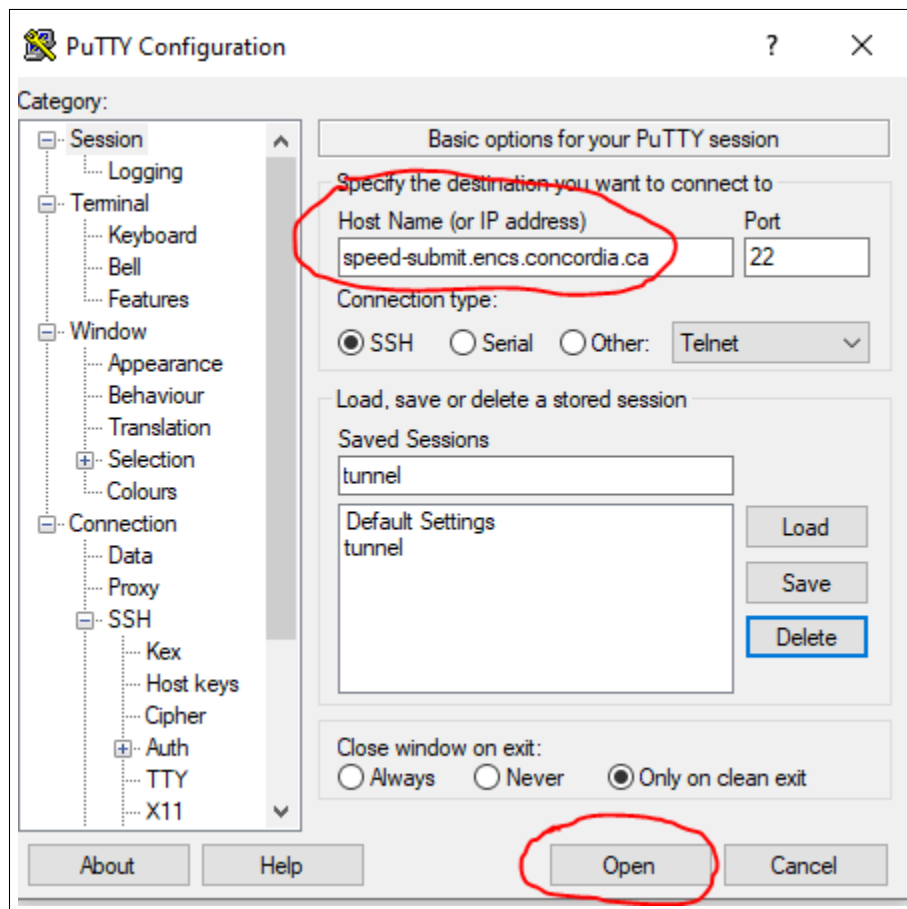 PuTTY Configuration
?
Category:
Session
Logging
Terminal
Keyboard
Bell
Features
Window
Appearance
Behaviour
Translation
Selection
Colours
Connection
Data
Proxy
SSH
Kex
Host keys
Cipher
Auth
TTY
X11
Basic options for your PuTTY session
Specify the destination you want to connect to
Host Name (or IP address) Port
speed-submit.encs.concordia.ca 22
Connection type:
SSH Serial Other: Telnet
Load, save or delete a stored session
Saved Sessions
tunnel
Default Settings
tunnel
Load
Save
Delete
Close window on exit:
Always Never Only on clean exit
About Help Open Cancel